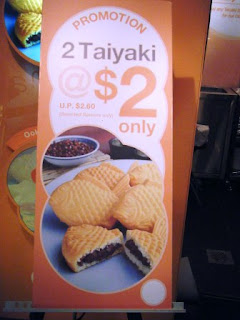 PROMOTION
2 Taiyaki
@$2
U.P. $2.60
only